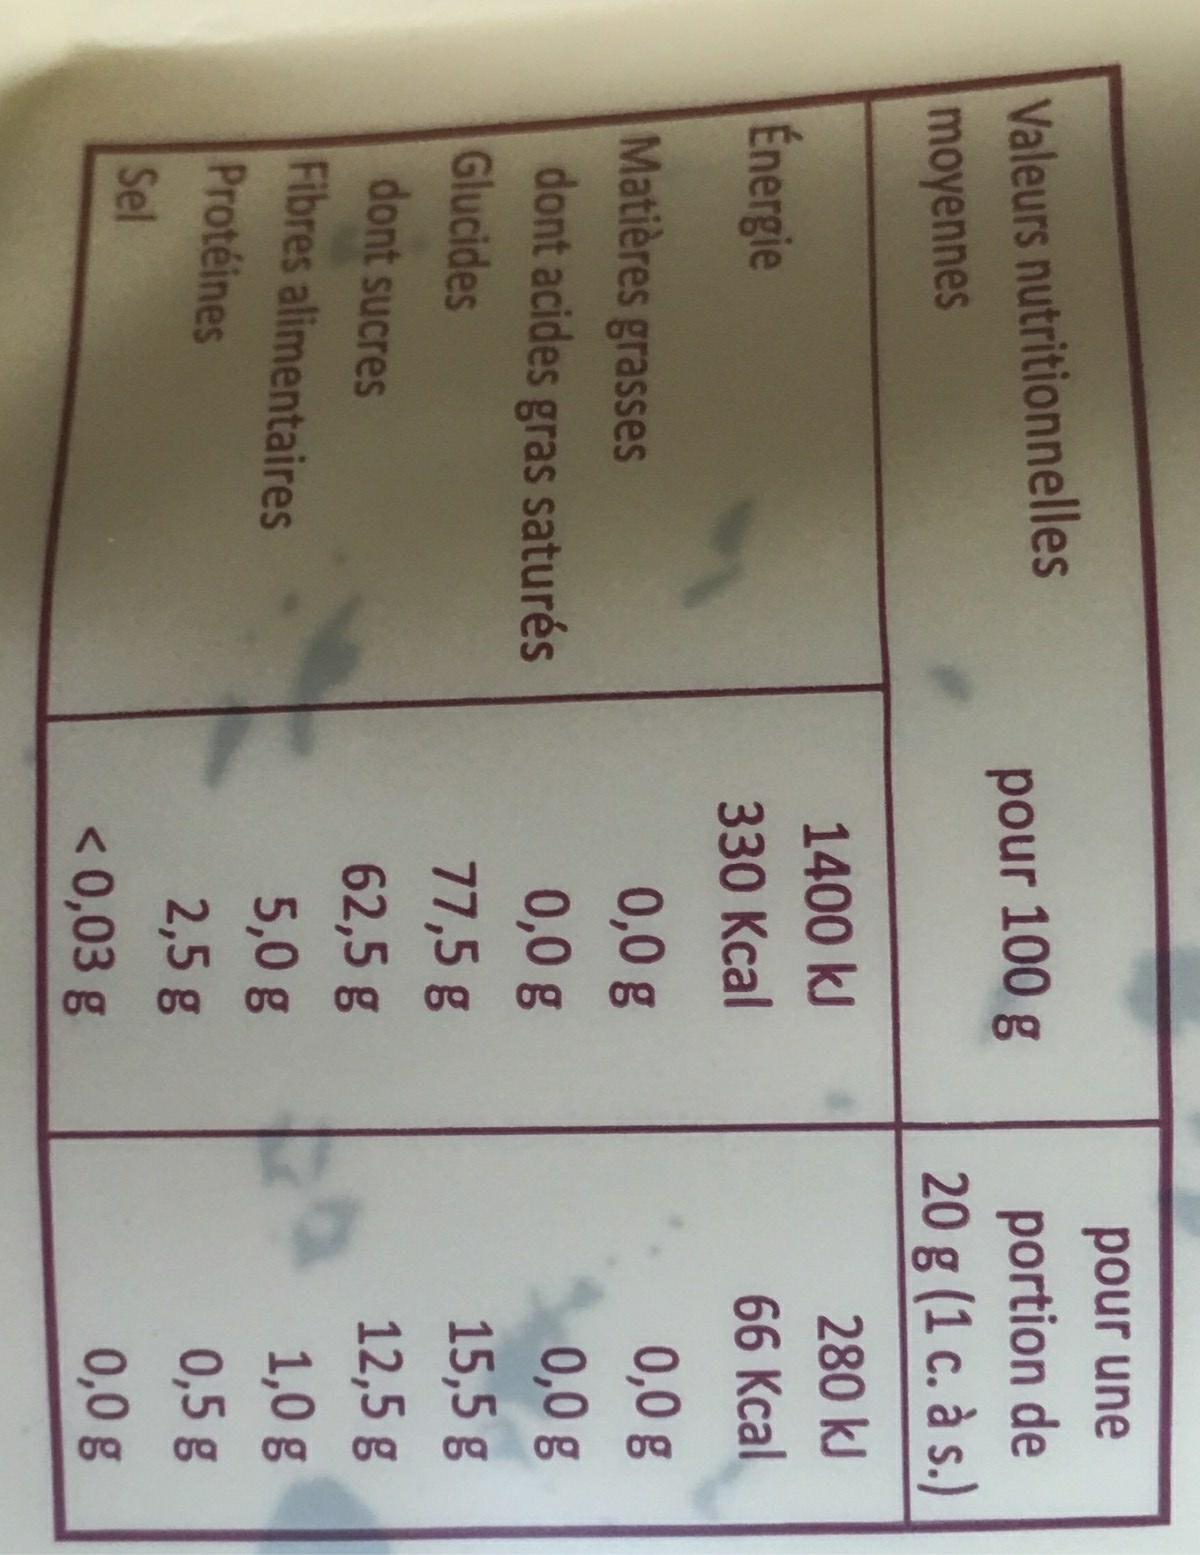 Valeurs nutritionnelles moyennes pour 100 g pour une portion de 20 g (1 c. à s.)
Énergie 1400 kJ 280 kJ
330 Kcal 66 Kcal
Matières grasses 0,0 g 0,0 g
dont acides gras saturés 0,0 g 0,0 g
Glucides 77,5 g 15,5 g
dont sucres 62,5 g 12,5 g
Fibres alimentaires 5,0 g 1,0 g
Protéines 2,5 g 0,5 g
Sel < 0,03 g 0,0 g